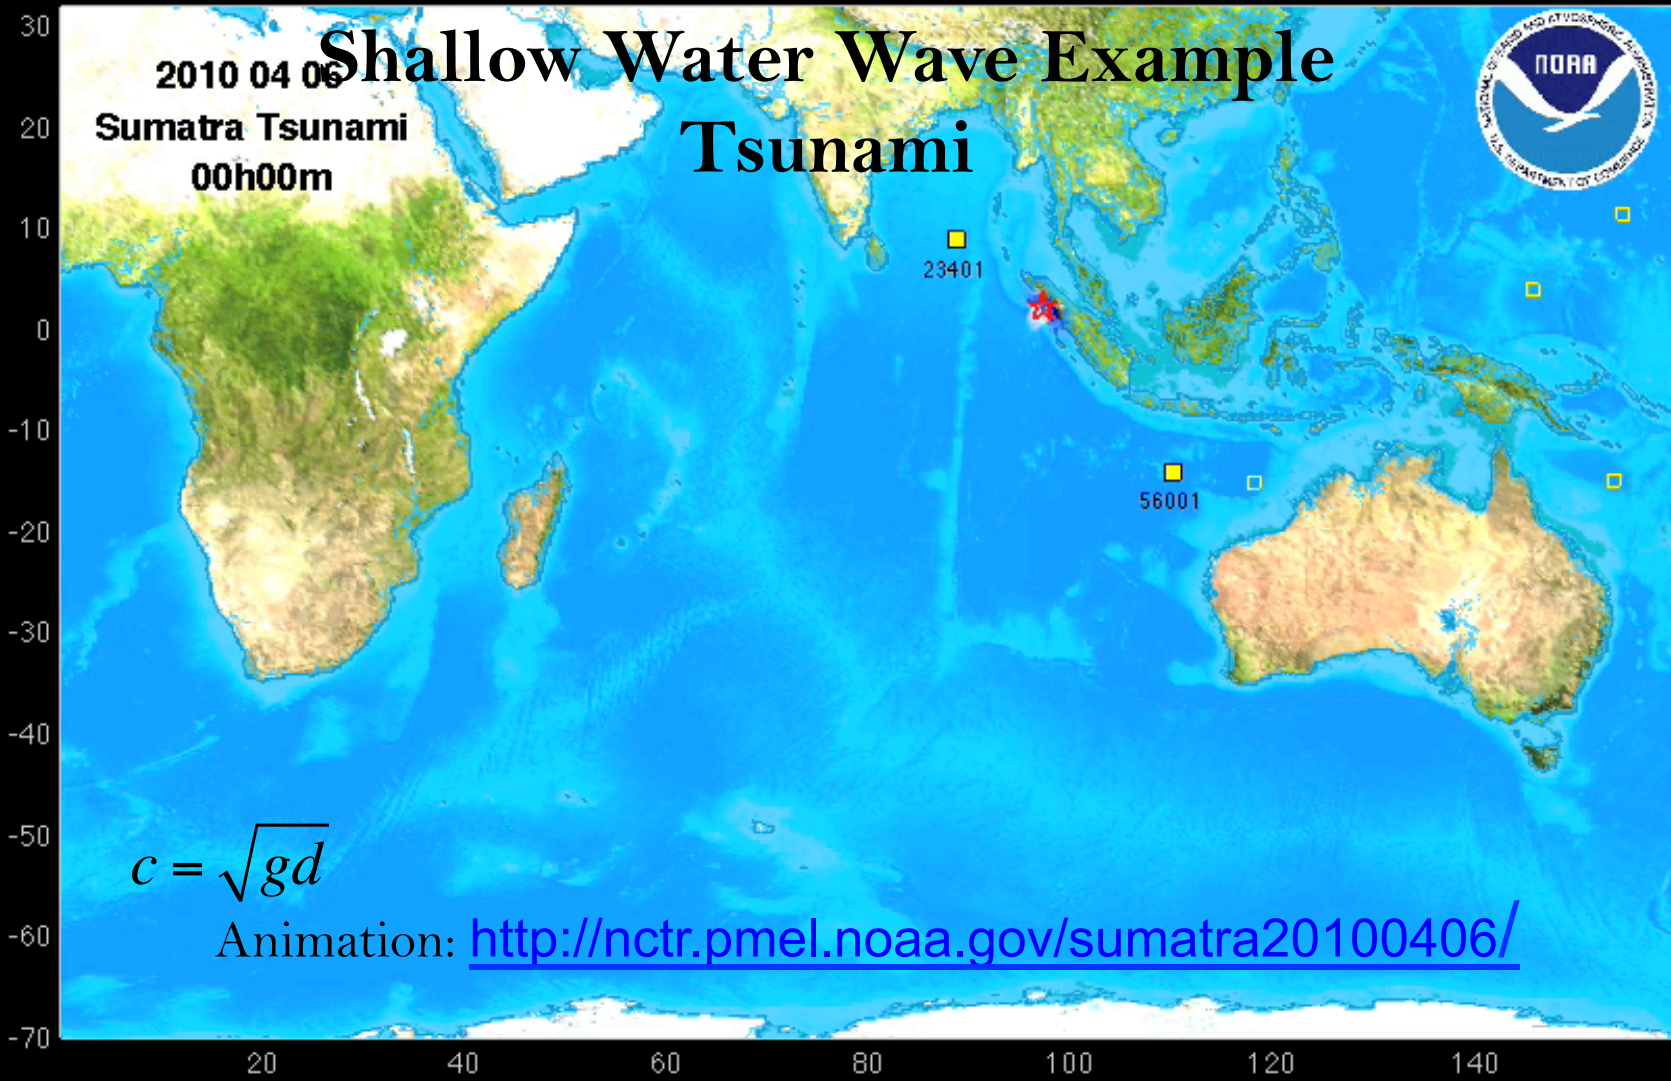 Shallow Water Wave Example
Tsunami
2010 04 06
Sumatra Tsunami
00h00m
NOAA
30
20
10
0
-10
-20
-30
-40
-50
-60
-70
23401
56001
c = √gd
Animation: http://nctr.pmel.noaa.gov/sumatra20100406/
20
40
60
80
100
120
140